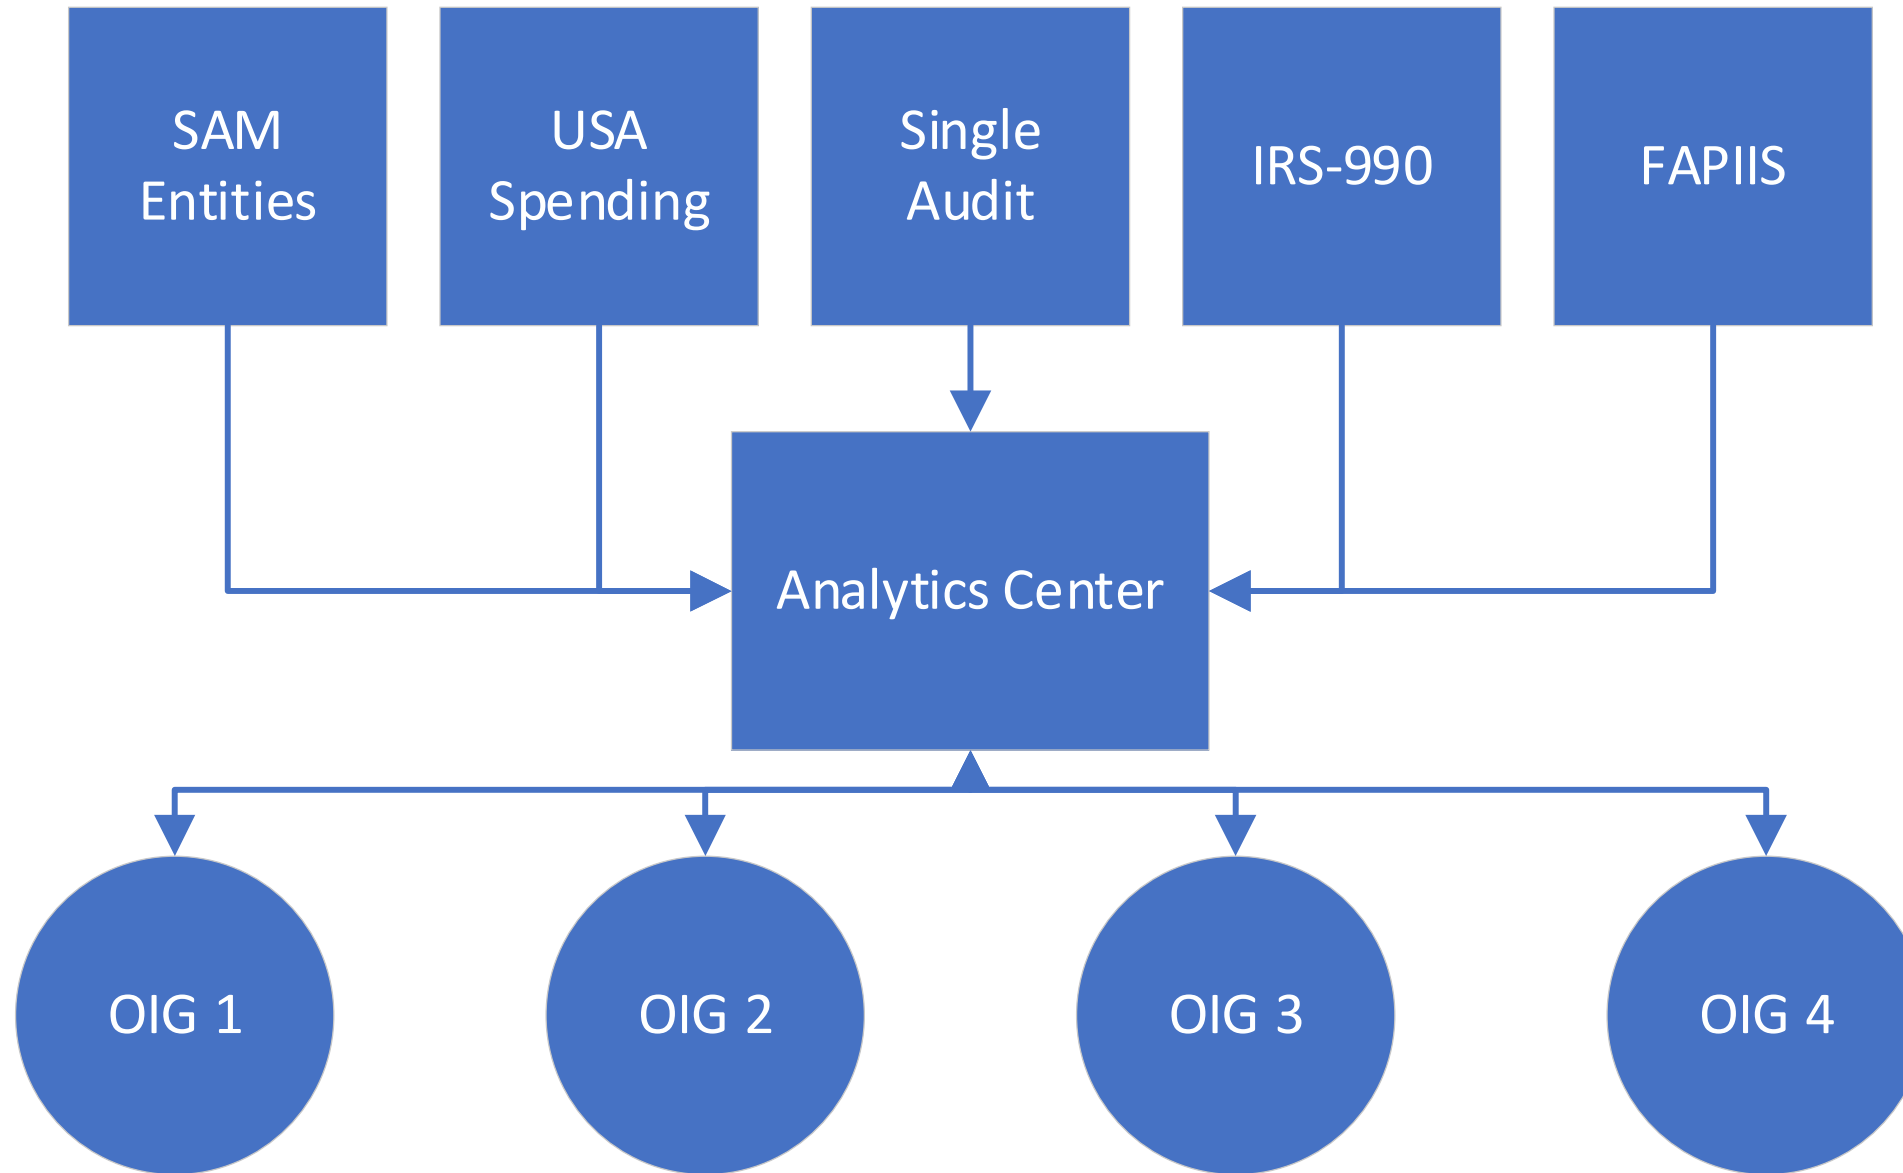 SAM
Entities
USA
Spending
Single
Audit
IRS-990
FAPIIS
Analytics Center
OIG 1
OIG 2
OIG 3
OIG 4